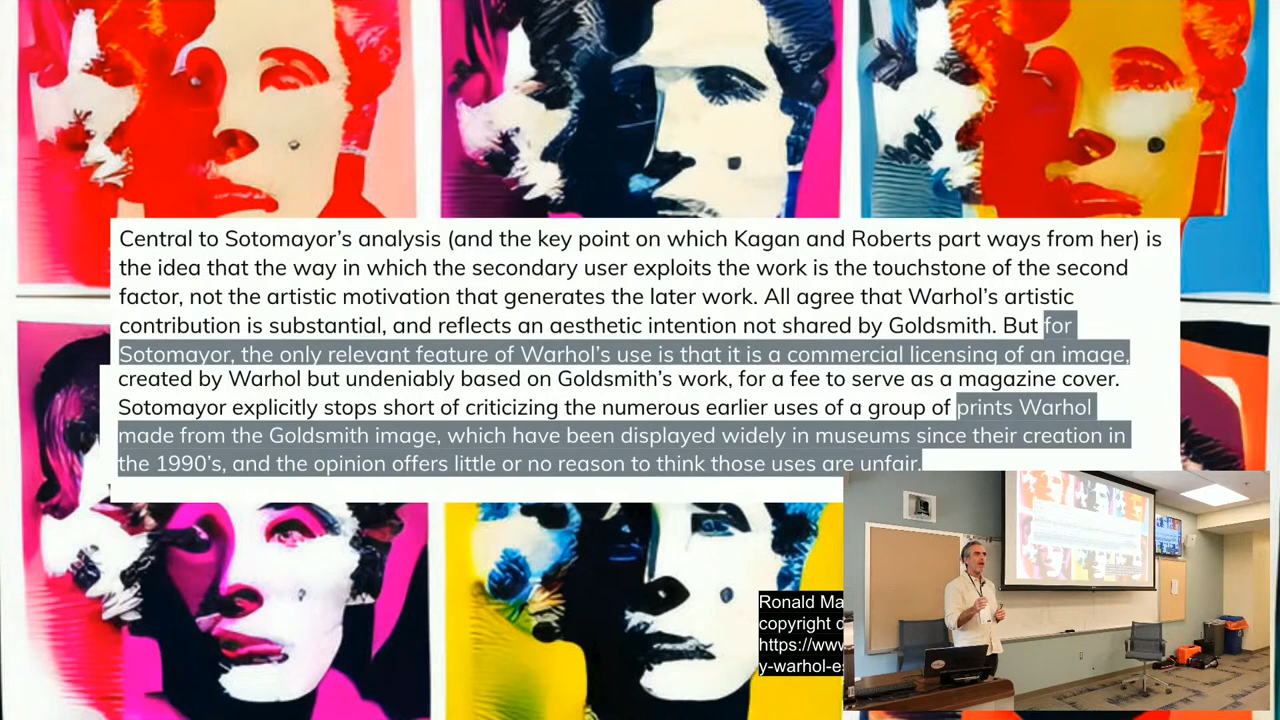 Central to Sotomayor’s analysis (and the key point on which Kagan and Roberts part ways from her) is
the idea that the way in which the secondary user exploits the work is the touchstone of the second
factor, not the artistic motivation that generates the later work. All agree that Warhol’s artistic
contribution is substantial, and reflects an aesthetic intention not shared by Goldsmith. But for
Sotomayor, the only relevant feature of Warhol’s use is that it is a commercial licensing of an image,
created by Warhol but undeniably based on Goldsmith’s work, for a fee to serve as a magazine cover.
Sotomayor explicitly stops short of criticizing the numerous earlier uses of a group of prints Warhol
made from the Goldsmith image, which have been displayed widely in museums since their creation in
the 1990’s, and the opinion offers little or no reason to think those uses are unfair.
Ronald Ma
copyright d
https://www
y-warhol-es